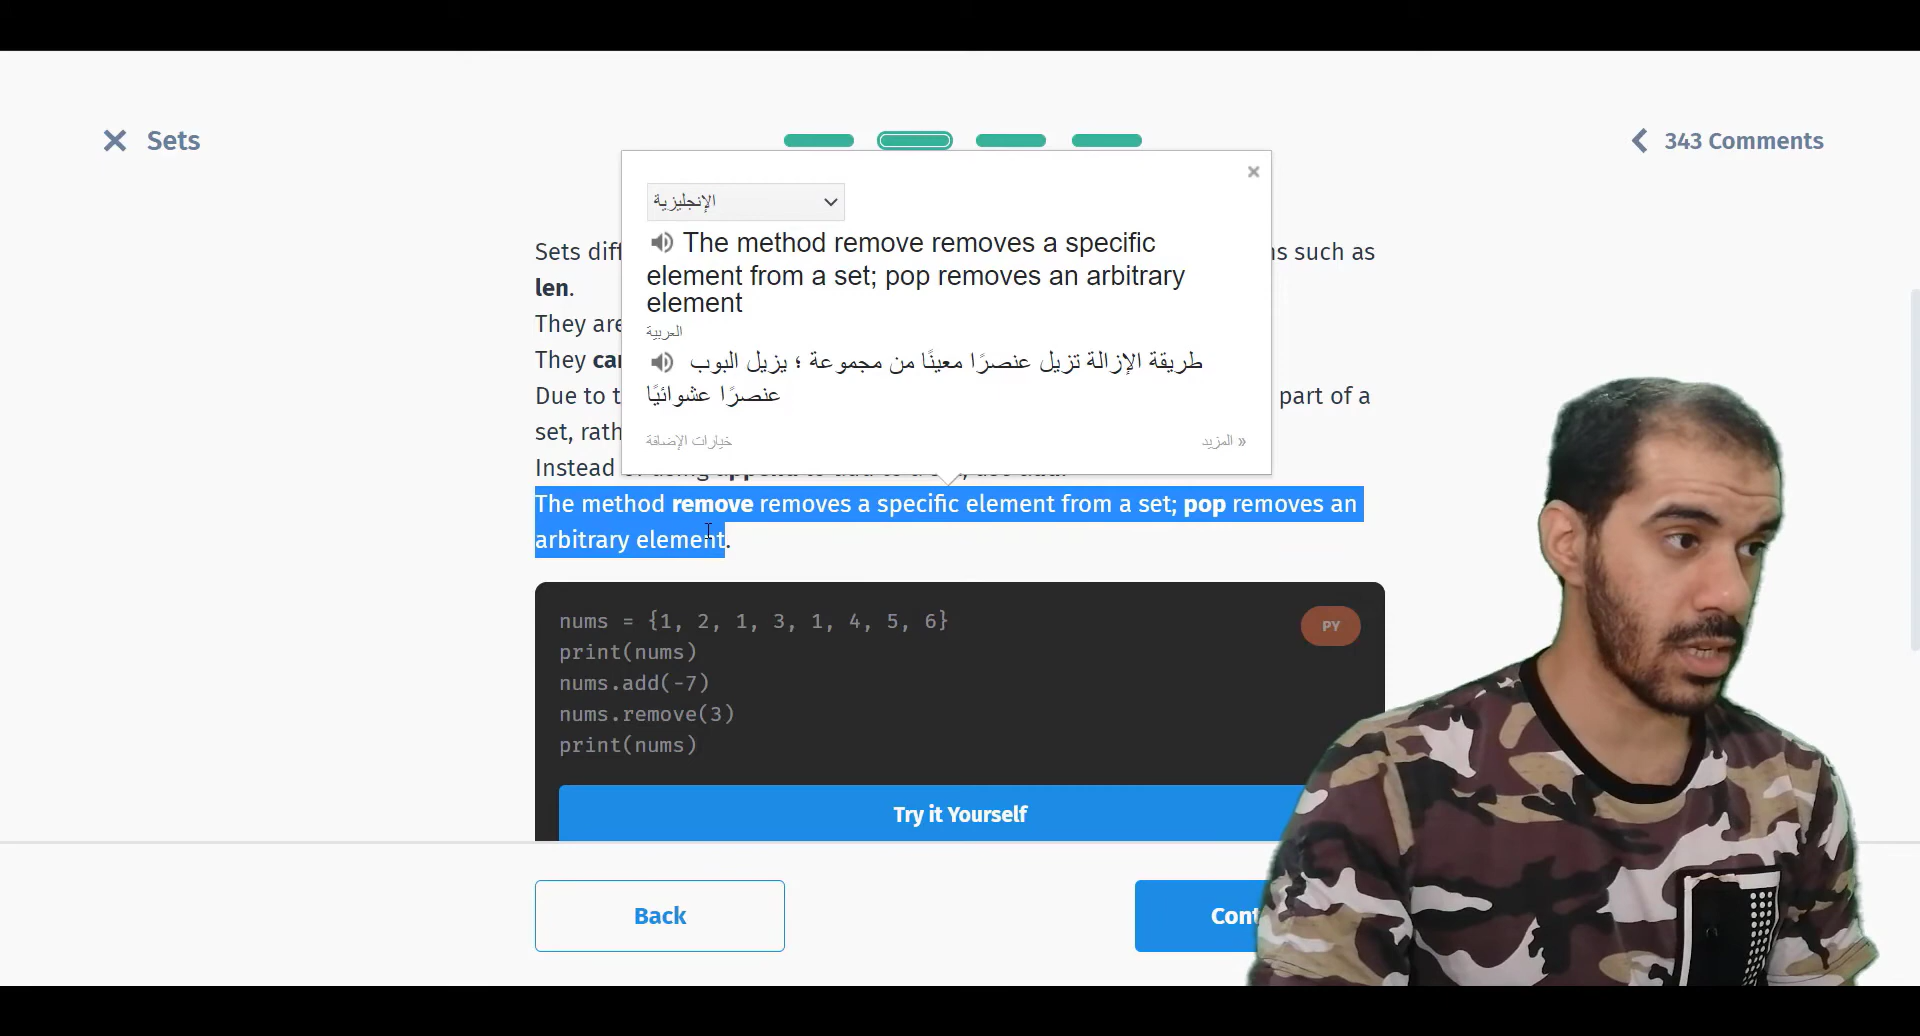 Sets
343 Comments
الإنجليزية
The method remove removes a specific
element from a set; pop removes an arbitrary
element
العربية
طريقة الإزالة تزيل عنصرًا معينًا من مجموعة ؛ يزيل البوب
عنصرًا عشوائيًا
خيارات الإضافة
المزيد »
Sets
such as
len.
They are
They
Due to part of a
set,
Instead
The method remove removes a specific element from a set; pop removes an
arbitrary element.
nums = {1, 2, 1, 3, 1, 4, 5, 6}
PY
print(nums)
nums.add(-7)
nums.remove(3)
print(nums)
Try it Yourself
Back